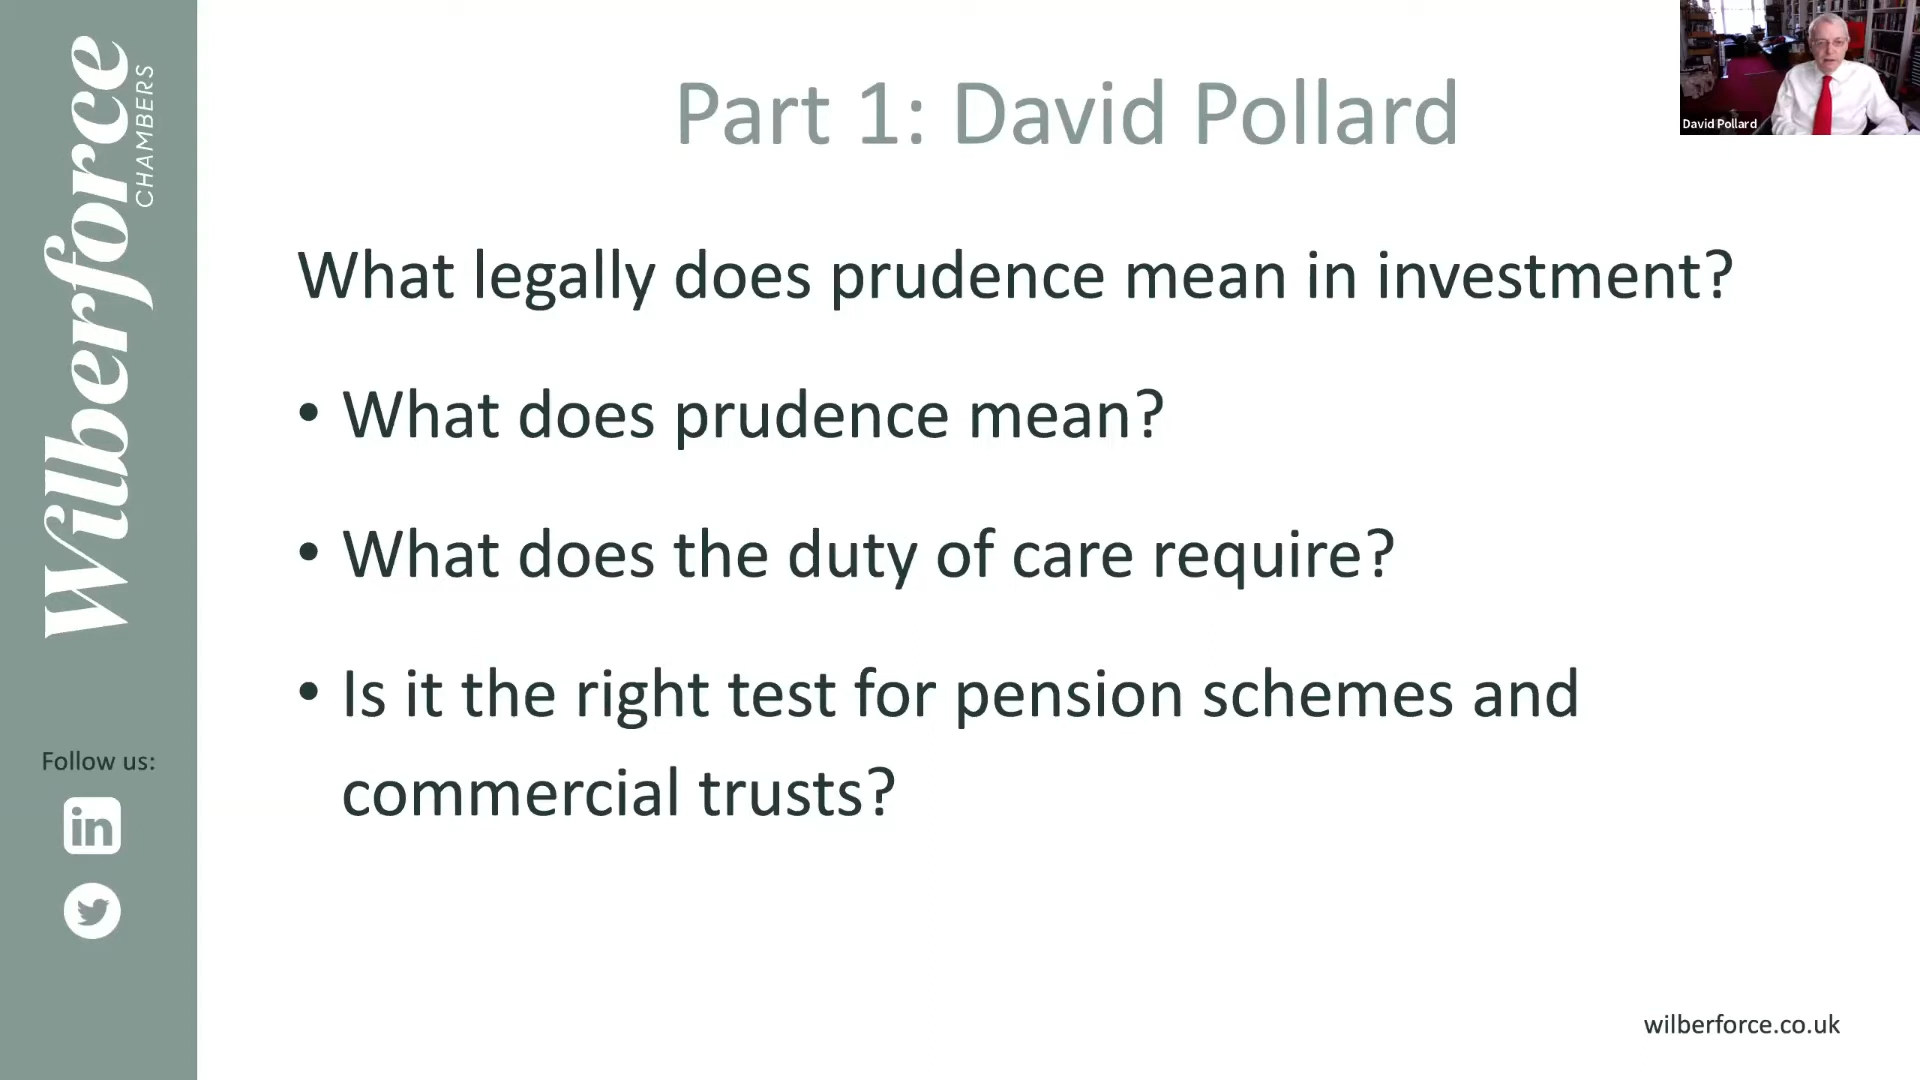 Wilberforce
CHAMBERS
Part 1: David Pollard
David Pollard
What legally does prudence mean in investment?
• What does prudence mean?
• What does the duty of care require?
• Is it the right test for pension schemes and
commercial trusts?
Follow us:
in
wilberforce.co.uk